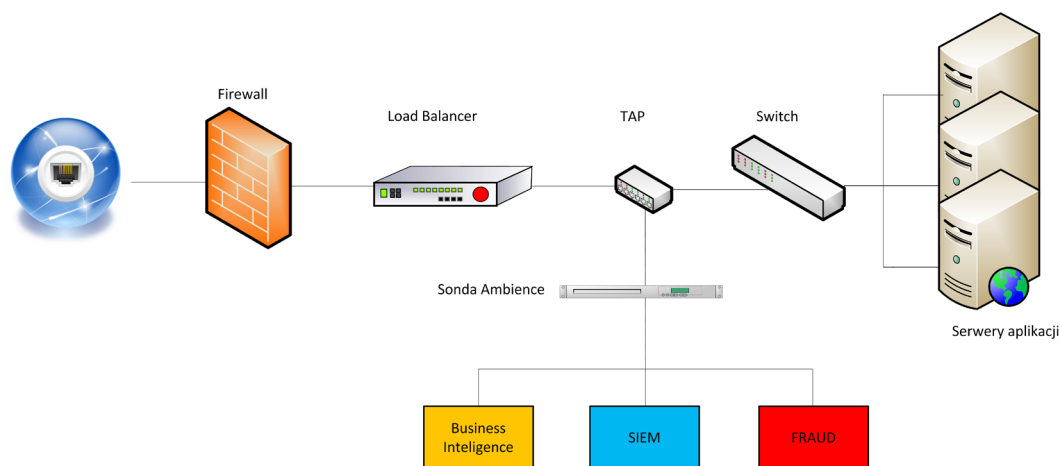 Firewall
Load Balancer
TAP
Switch
Sonda Ambience
Serwery aplikacji
Business
Inteligence
SIEM
FRAUD